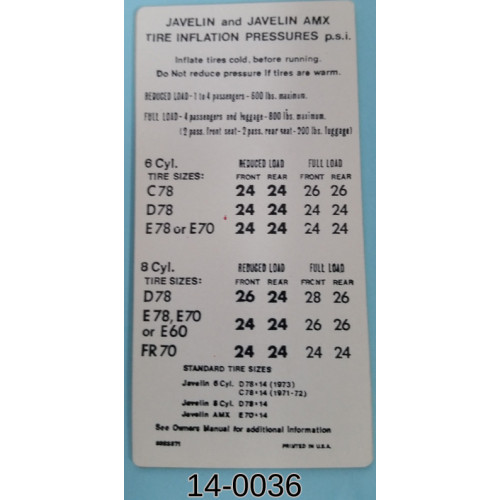 JAVELIN and JAVELIN AMX
TIRE INFLATION PRESSURES p.s.i.
Inflate tires cold, before running.
Do Not reduce pressure if tires are warm.
REDUCED LOAD - 1 to 4 passengers - 600 lbs. maximum.
FULL LOAD - 4 passengers and luggage - 800 lbs. maximum.
(2 pass. front seat - 2 pass. rear seat - 200 lbs. luggage)
6 Cyl. REDUCED LOAD FULL LOAD
TIRE SIZES: FRONT REAR FRONT REAR
C78 24 24 26 26
D78 24 24 24 24
E78 or E70 24 24 24 24
8 Cyl. REDUCED LOAD FULL LOAD
TIRE SIZES: FRONT REAR FRONT REAR
D78 26 24 28 26
E78, E70
or E60 24 24 26 26
FR70 24 24 24 24
STANDARD TIRE SIZES
Javelin 6 Cyl. D78×14 (1973)
C78×14 (1971-72)
Javelin 8 Cyl. D78×14
Javelin AMX E70×14
See Owners Manual for additional information
PRINTED IN U.S.A.
14-0036